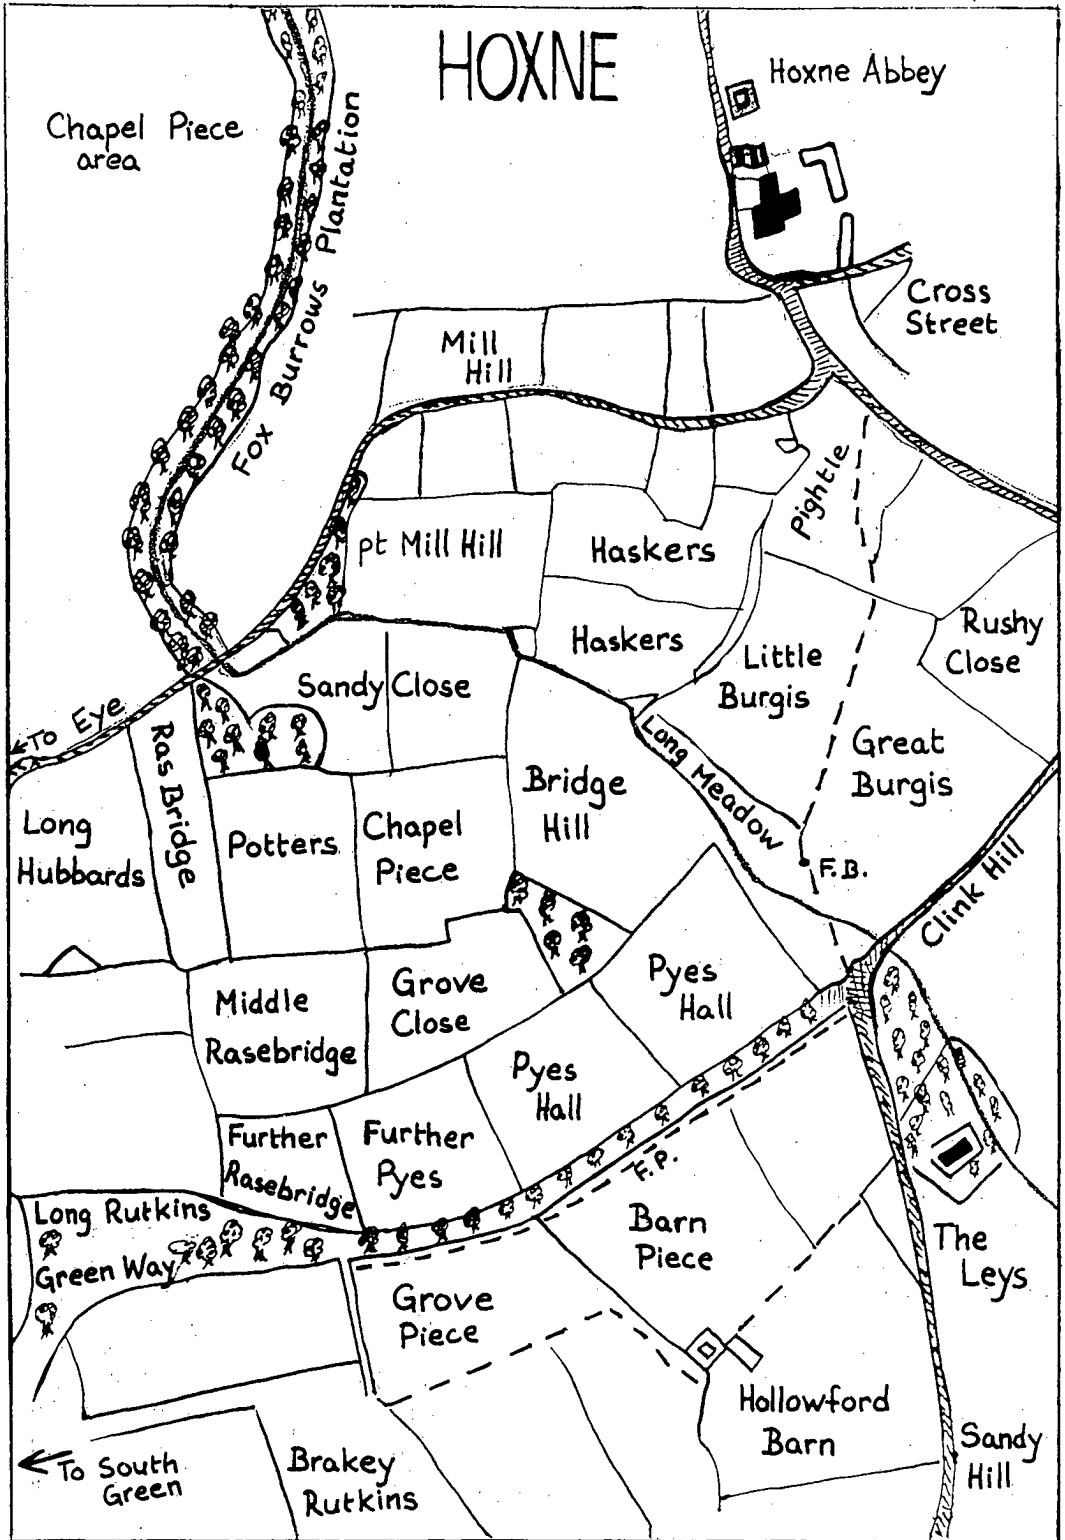 HOXNE
Hoxne Abbey
Chapel Piece
area
Fox Burrows Plantation
Cross
Street
Mill
Hill
Pightle
pt Mill Hill
Haskers
Haskers
Rushy
Close
Little
Burgis
Sandy Close
←To Eye
Ras Bridge
Long Meadow
Great
Burgis
Bridge
Hill
Long
Hubbards
Potters
Chapel
Piece
F.B.
Clink Hill
Pyes
Hall
Grove
Close
Middle
Rasebridge
Pyes
Hall
Further
Rasebridge
Further
Pyes
F.P.
Long Rutkins
Green Way
Barn
Piece
The
Leys
Grove
Piece
Hollowford
Barn
Sandy
Hill
← To South
Green
Brakey
Rutkins